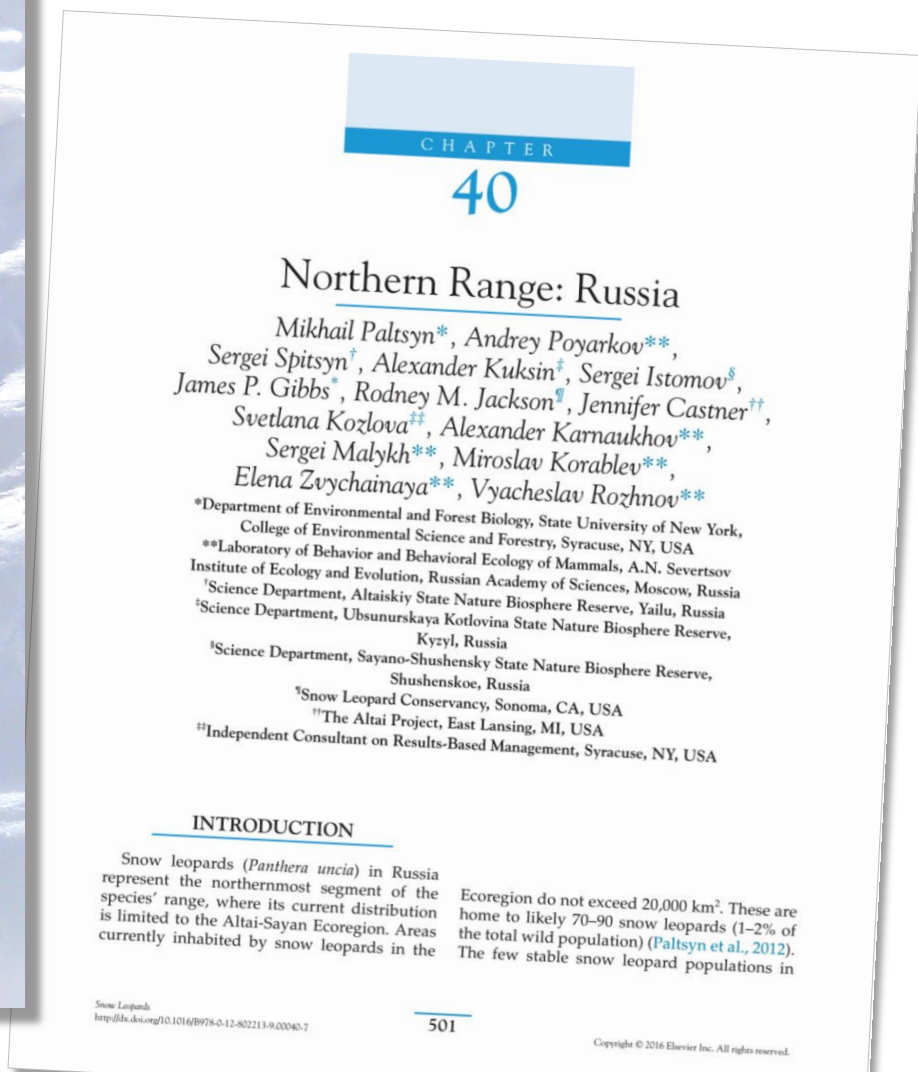 CHAPTER
40
Northern Range: Russia
Mikhail Paltsyn*, Andrey Poyarkov**,
Sergei Spitsyn†, Alexander Kuksin‡, Sergei Istomov§,
James P. Gibbs*, Rodney M. Jackson¶, Jennifer Castner††,
Svetlana Kozlova‡‡, Alexander Karnaukhov**,
Sergei Malykh**, Miroslav Korablev**,
Elena Zvychainaya**, Vyacheslav Rozhnov**
*Department of Environmental and Forest Biology, State University of New York,
College of Environmental Science and Forestry, Syracuse, NY, USA
**Laboratory of Behavior and Behavioral Ecology of Mammals, A.N. Severtsov
Institute of Ecology and Evolution, Russian Academy of Sciences, Moscow, Russia
†Science Department, Altaiskiy State Nature Biosphere Reserve, Yailu, Russia
‡Science Department, Ubsunurskaya Kotlovina State Nature Biosphere Reserve,
Kyzyl, Russia
§Science Department, Sayano-Shushensky State Nature Biosphere Reserve,
Shushenskoe, Russia
¶Snow Leopard Conservancy, Sonoma, CA, USA
††The Altai Project, East Lansing, MI, USA
‡‡Independent Consultant on Results-Based Management, Syracuse, NY, USA
INTRODUCTION
Snow leopards (Panthera uncia) in Russia
represent the northernmost segment of the
species' range, where its current distribution
is limited to the Altai-Sayan Ecoregion. Areas
currently inhabited by snow leopards in the
Ecoregion do not exceed 20,000 km². These are
home to likely 70–90 snow leopards (1–2% of
the total wild population) (Paltsyn et al., 2012).
The few stable snow leopard populations in
Snow Leopards
http://dx.doi.org/10.1016/B978-0-12-802213-9.00040-7
501
Copyright © 2016 Elsevier Inc. All rights reserved.